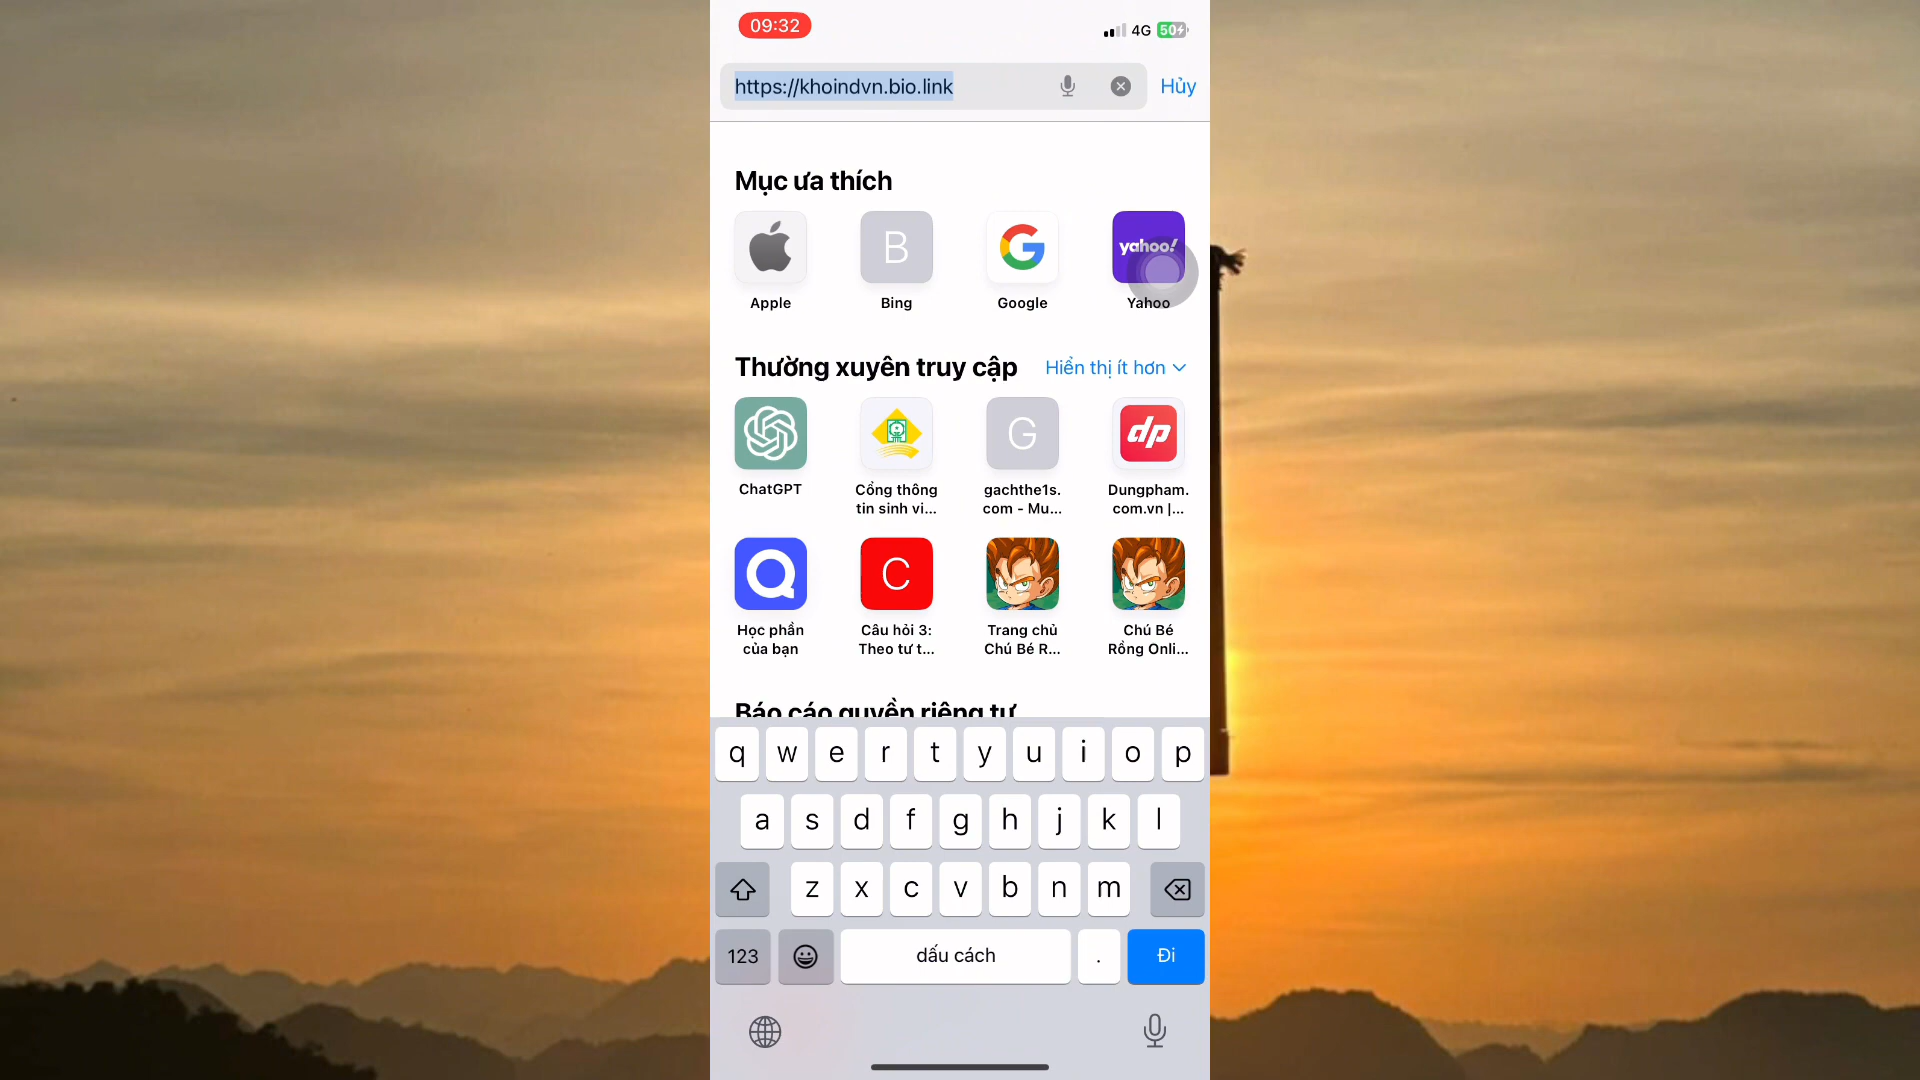 09:32
4G 50
https://khoindvn.bio.link
Hủy
Mục ưa thích
B
yahoo!
Apple
Bing
Google
Yahoo
Thường xuyên truy cập
Hiển thị ít hơn
G
dp
ChatGPT
Cổng thông
tin sinh vi...
gachthe1s.
com - Mu...
Dungpham.
com.vn |...
C
Học phần
của bạn
Câu hỏi 3:
Theo tư t...
Trang chủ
Chú Bé R...
Chú Bé
Rồng Onli...
Báo cáo quyền riêng tư
q w e r t y u i o p
a s d f g h j k l
z x c v b n m
123
dấu cách
.
Đi